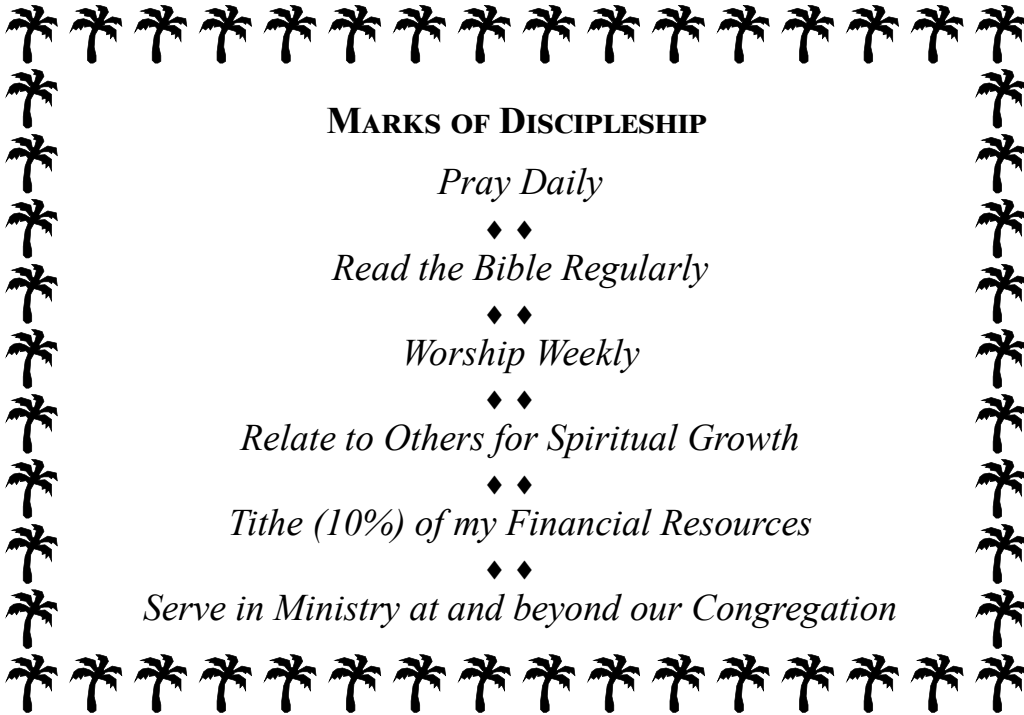 Marks of Discipleship
Pray Daily
♦ ♦
Read the Bible Regularly
♦ ♦
Worship Weekly
♦ ♦
Relate to Others for Spiritual Growth
♦ ♦
Tithe (10%) of my Financial Resources
♦ ♦
Serve in Ministry at and beyond our Congregation